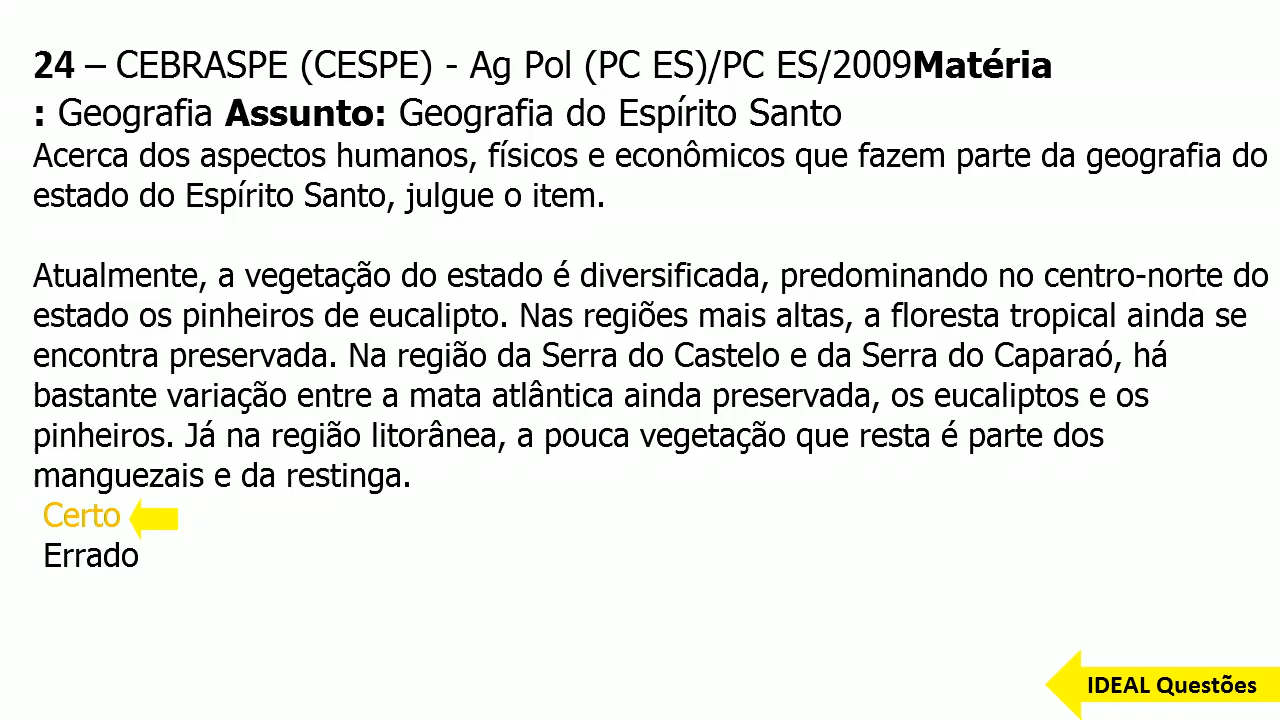 24 – CEBRASPE (CESPE) - Ag Pol (PC ES)/PC ES/2009Matéria
: Geografia Assunto: Geografia do Espírito Santo
Acerca dos aspectos humanos, físicos e econômicos que fazem parte da geografia do
estado do Espírito Santo, julgue o item.
Atualmente, a vegetação do estado é diversificada, predominando no centro-norte do
estado os pinheiros de eucalipto. Nas regiões mais altas, a floresta tropical ainda se
encontra preservada. Na região da Serra do Castelo e da Serra do Caparaó, há
bastante variação entre a mata atlântica ainda preservada, os eucaliptos e os
pinheiros. Já na região litorânea, a pouca vegetação que resta é parte dos
manguezais e da restinga.
Certo
Errado
IDEAL Questões